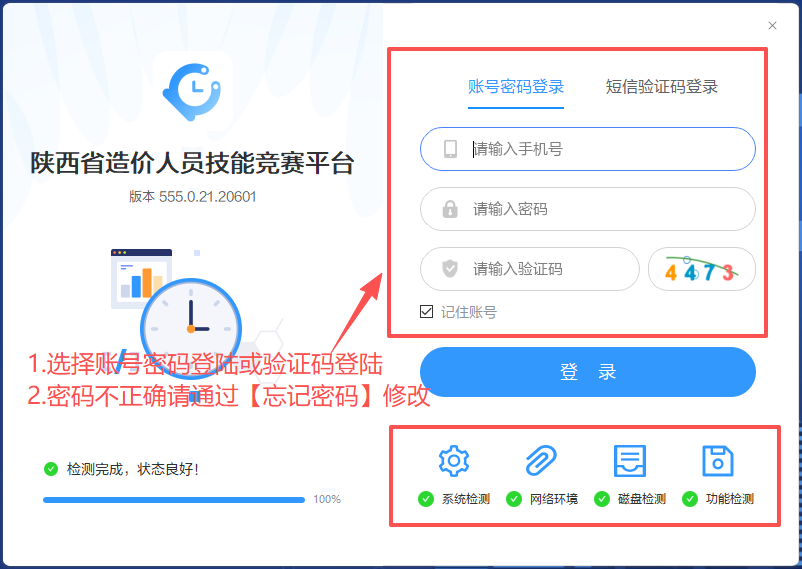 账号密码登录
短信验证码登录
陕西省造价人员技能竞赛平台
版本 555.0.21.20601
请输入手机号
请输入密码
请输入验证码
4473
记住账号
1.选择账号密码登陆或验证码登陆
2.密码不正确请通过【忘记密码】修改
登 录
检测完成，状态良好！
100%
系统检测
网络环境
磁盘检测
功能检测